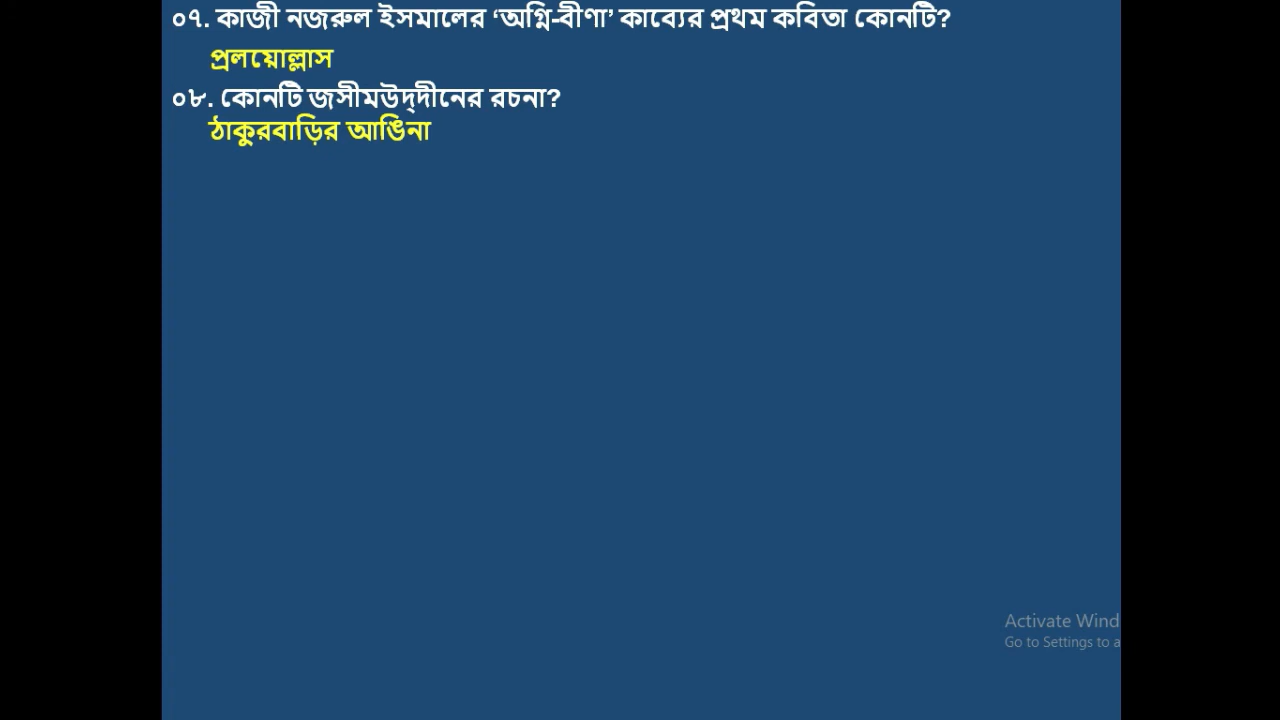 ০৭. কাজী নজরুল ইসমালের ‘অগ্নি-বীণা’ কাব্যের প্রথম কবিতা কোনটি?
প্রলয়োল্লাস
০৮. কোনটি জসীমউদ্‌দীনের রচনা?
ঠাকুরবাড়ির আঙিনা
Activate Wind
Go to Settings to a